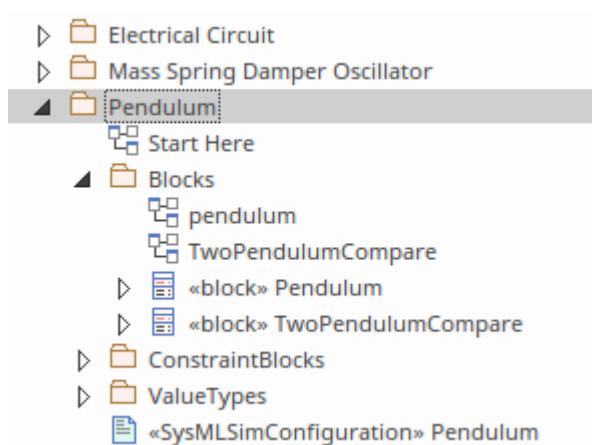 Electrical Circuit
Mass Spring Damper Oscillator
Pendulum
Start Here
Blocks
pendulum
TwoPendulumCompare
«block» Pendulum
«block» TwoPendulumCompare
ConstraintBlocks
ValueTypes
«SysMLSimConfiguration» Pendulum